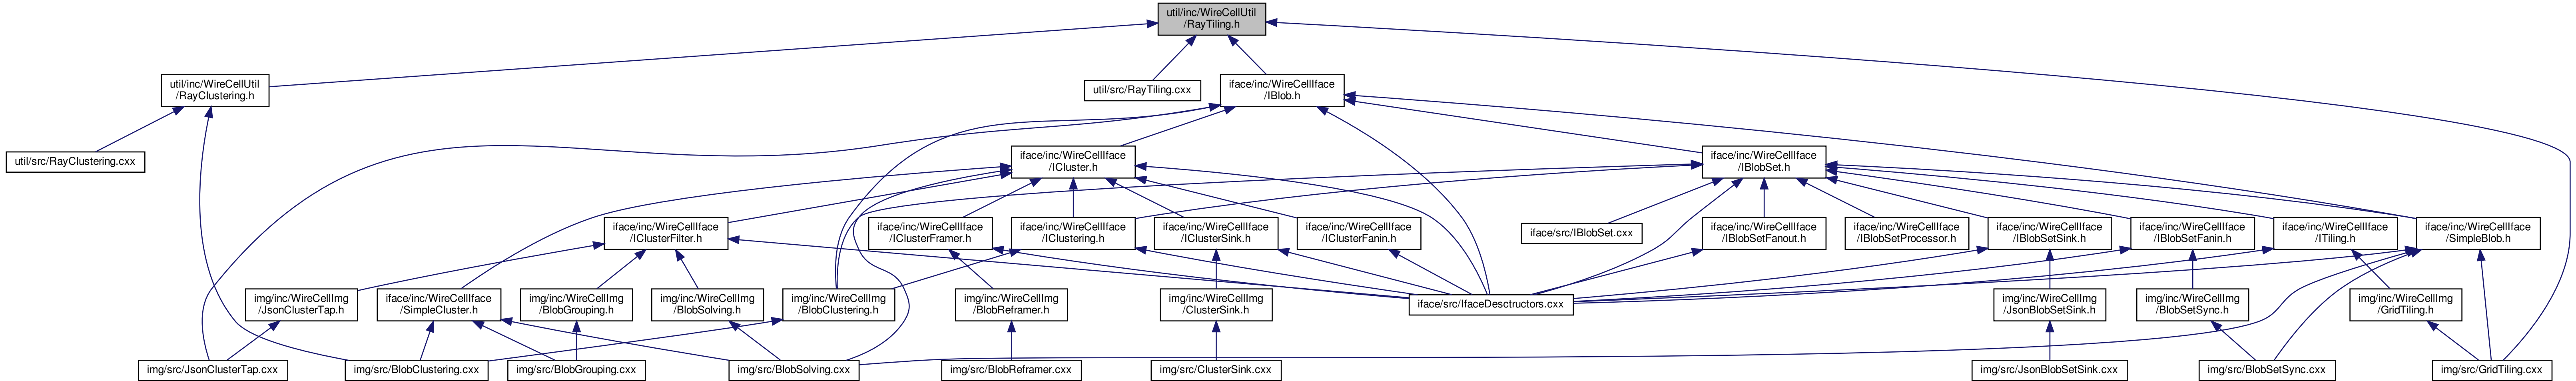 util/inc/WireCellUtil
/RayTiling.h
util/inc/WireCellUtil
/RayClustering.h
util/src/RayTiling.cxx
iface/inc/WireCellIface
/IBlob.h
util/src/RayClustering.cxx
iface/inc/WireCellIface
/ICluster.h
iface/inc/WireCellIface
/IBlobSet.h
iface/inc/WireCellIface
/IClusterFilter.h
iface/inc/WireCellIface
/IClusterFramer.h
iface/inc/WireCellIface
/IClustering.h
iface/inc/WireCellIface
/IClusterSink.h
iface/inc/WireCellIface
/IClusterFanin.h
iface/src/IBlobSet.cxx
iface/inc/WireCellIface
/IBlobSetFanout.h
iface/inc/WireCellIface
/IBlobSetProcessor.h
iface/inc/WireCellIface
/IBlobSetSink.h
iface/inc/WireCellIface
/IBlobSetFanin.h
iface/inc/WireCellIface
/ITiling.h
iface/inc/WireCellIface
/SimpleBlob.h
img/inc/WireCellImg
/JsonClusterTap.h
iface/inc/WireCellIface
/SimpleCluster.h
img/inc/WireCellImg
/BlobGrouping.h
img/inc/WireCellImg
/BlobSolving.h
img/inc/WireCellImg
/BlobClustering.h
img/inc/WireCellImg
/BlobReframer.h
img/inc/WireCellImg
/ClusterSink.h
iface/src/IfaceDesctructors.cxx
img/inc/WireCellImg
/JsonBlobSetSink.h
img/inc/WireCellImg
/BlobSetSync.h
img/inc/WireCellImg
/GridTiling.h
img/src/JsonClusterTap.cxx
img/src/BlobClustering.cxx
img/src/BlobGrouping.cxx
img/src/BlobSolving.cxx
img/src/BlobReframer.cxx
img/src/ClusterSink.cxx
img/src/JsonBlobSetSink.cxx
img/src/BlobSetSync.cxx
img/src/GridTiling.cxx